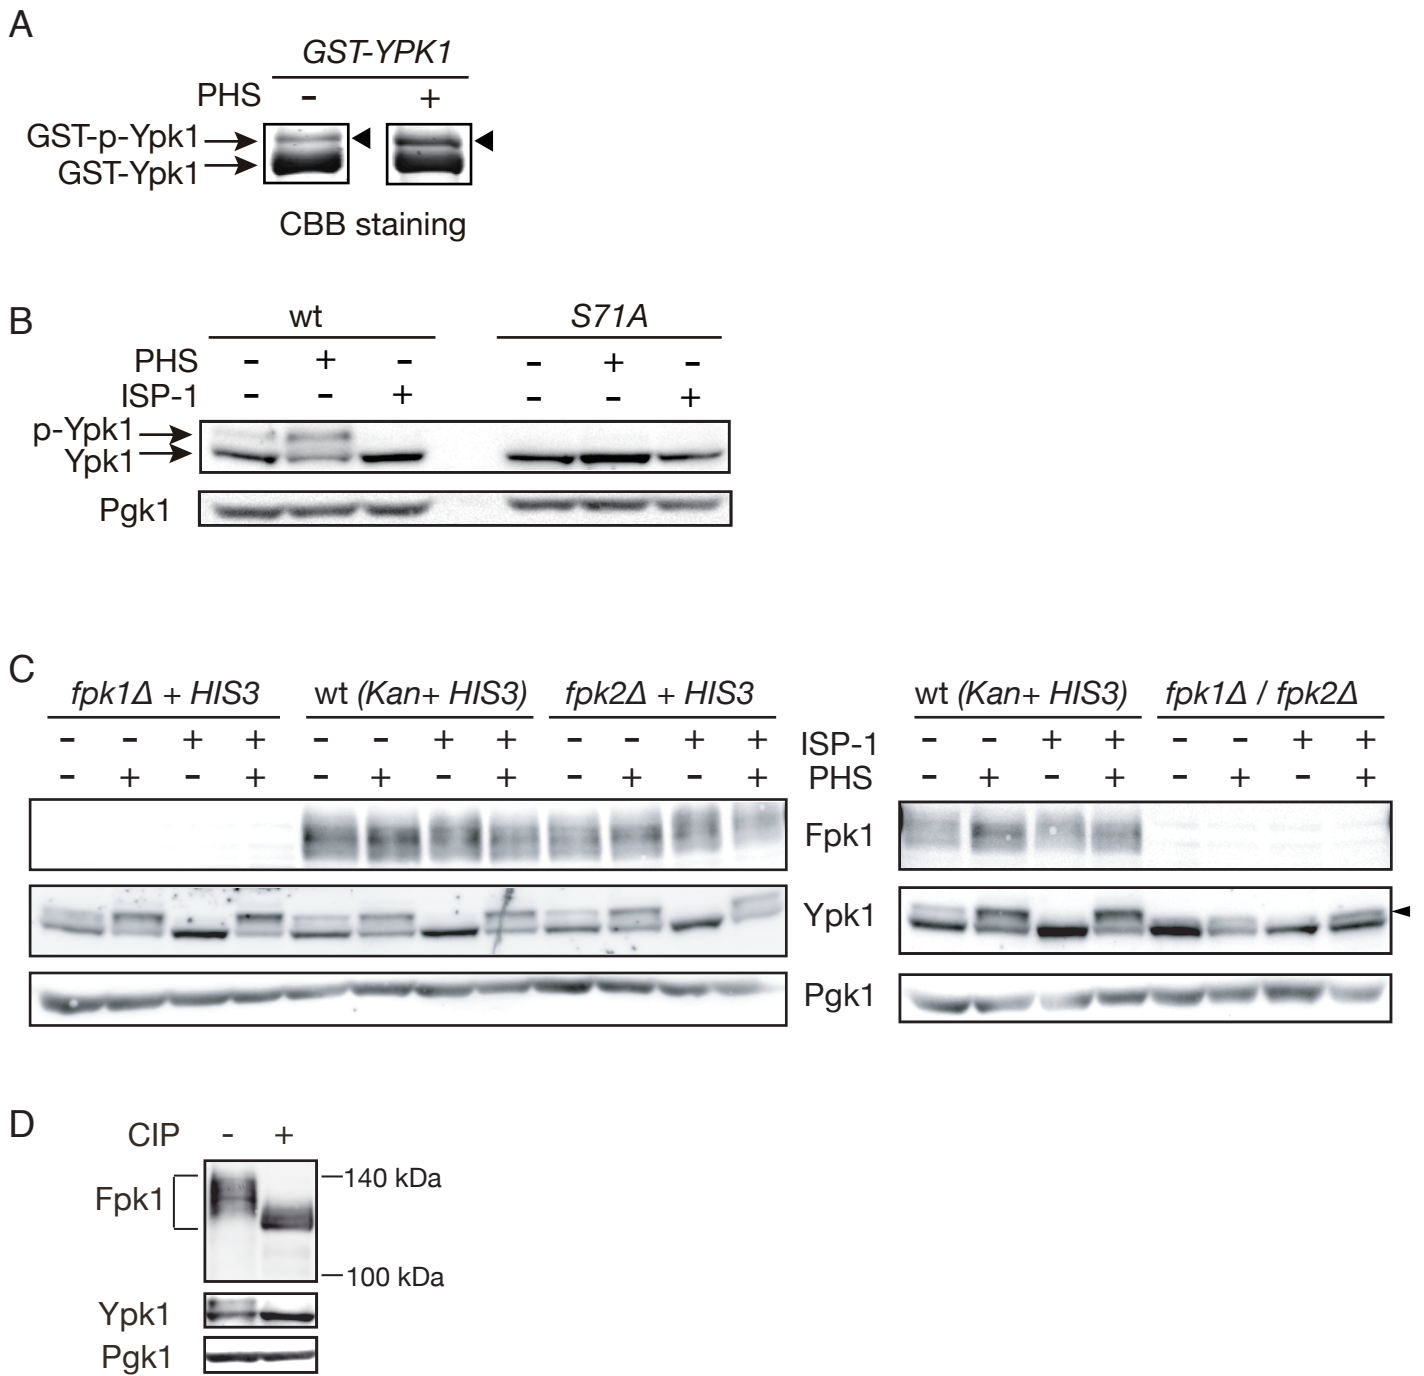 A
GST-YPK1
PHS - +
GST-p-Ypk1
GST-Ypk1
CBB staining
B
wt S71A
PHS - + - - + -
ISP-1 - - + - - +
p-Ypk1
Ypk1
Pgk1
C
fpk1Δ + HIS3 wt (Kan+ HIS3) fpk2Δ + HIS3 wt (Kan+ HIS3) fpk1Δ / fpk2Δ
- - + + - - + + - - + + ISP-1 - - + + - - + +
- + - + - + - + - + - + PHS - + - + - + - +
Fpk1
Ypk1
Pgk1
D
CIP - +
140 kDa
Fpk1
100 kDa
Ypk1
Pgk1